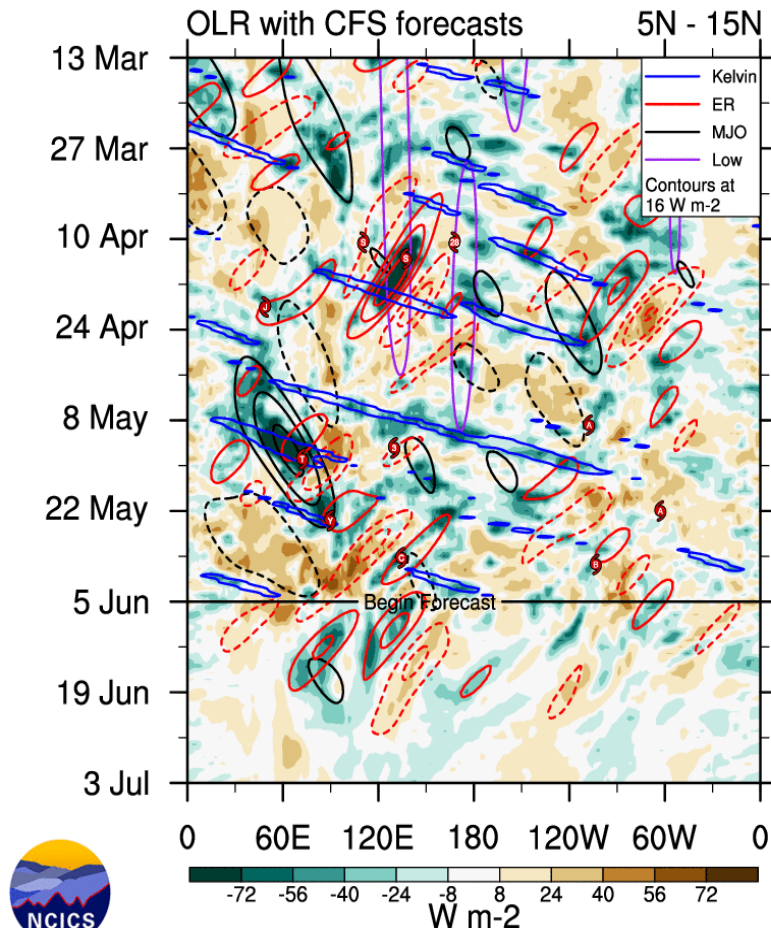 OLR with CFS forecasts 5N - 15N
13 Mar
27 Mar
10 Apr
24 Apr
8 May
22 May
5 Jun
19 Jun
3 Jul
Kelvin
ER
MJO
Low
Contours at
16 W m-2
S
S
28
J
A
3
T
Y
A
C
B
Begin Forecast
0 60E 120E 180 120W 60W 0
-72 -56 -40 -24 -8 8 24 40 56 72
W m-2
NCICS